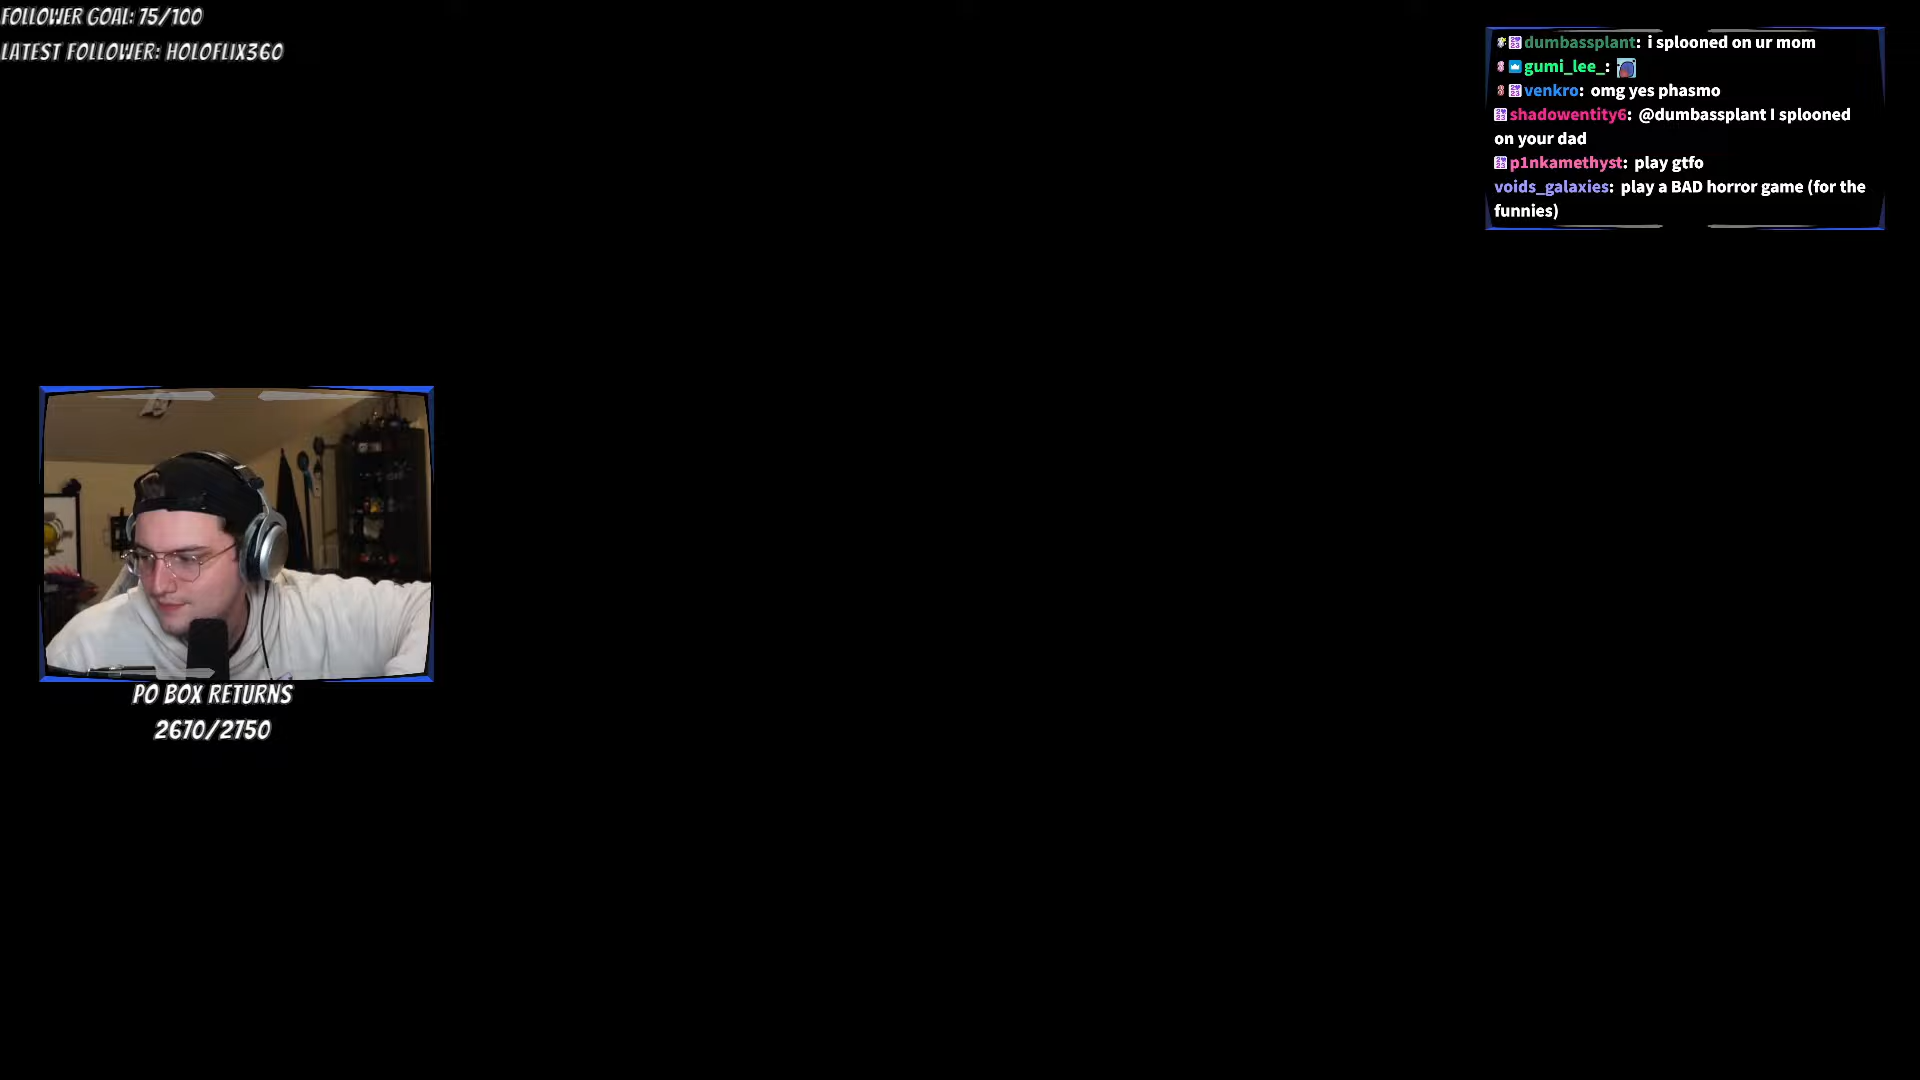 FOLLOWER GOAL: 75/100
LATEST FOLLOWER: HOLOFLIX360
dumbassplant: i splooned on ur mom
gumi_lee_:
venkro: omg yes phasmo
shadowentity6: @dumbassplant I splooned
on your dad
p1nkamethyst: play gtfo
voids_galaxies: play a BAD horror game (for the
funnies)
PO BOX RETURNS
2670/2750